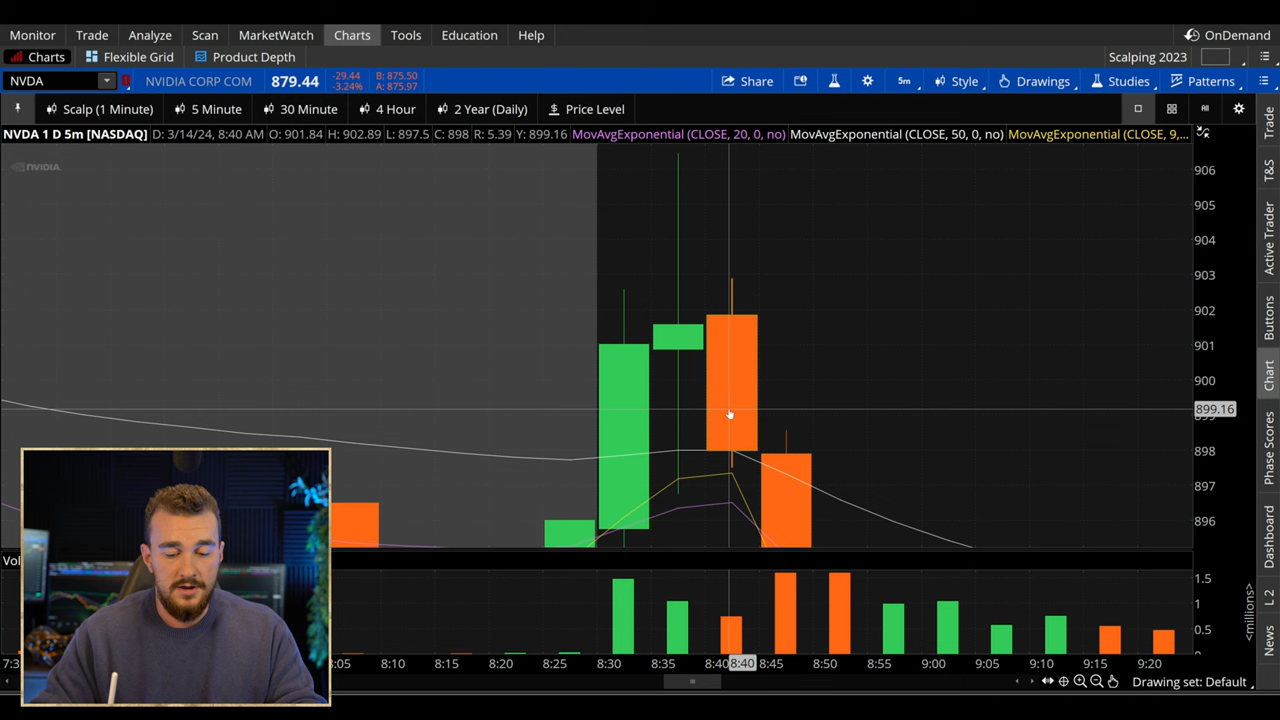 Monitor Trade Analyze Scan MarketWatch Charts Tools Education Help OnDemand
Charts Flexible Grid Product Depth Scalping 2023
NVDA NVIDIA CORP COM 879.44 -29.44 -3.24% B: 875.50 A: 875.97 Share 5m Style Drawings Studies Patterns
Scalp (1 Minute) 5 Minute 30 Minute 4 Hour 2 Year (Daily) $ Price Level All
NVDA 1 D 5m [NASDAQ] D: 3/14/24, 8:40 AM O: 901.84 H: 902.89 L: 897.5 C: 898 R: 5.39 Y: 899.16 MovAvgExponential (CLOSE, 20, 0, no) MovAvgExponential (CLOSE, 50, 0, no) MovAvgExponential (CLOSE, 9,...
NVIDIA
906
905
904
903
902
901
900
899.16
898
897
896
Vol
1.5
1
0.5
0
<millions>
7:3 :05 8:10 8:15 8:20 8:25 8:30 8:35 8:40 8:40 8:45 8:50 8:55 9:00 9:05 9:10 9:15 9:20
Drawing set: Default
Trade
T&S
Active Trader
Buttons
Chart
Phase Scores
Dashboard
L 2
News